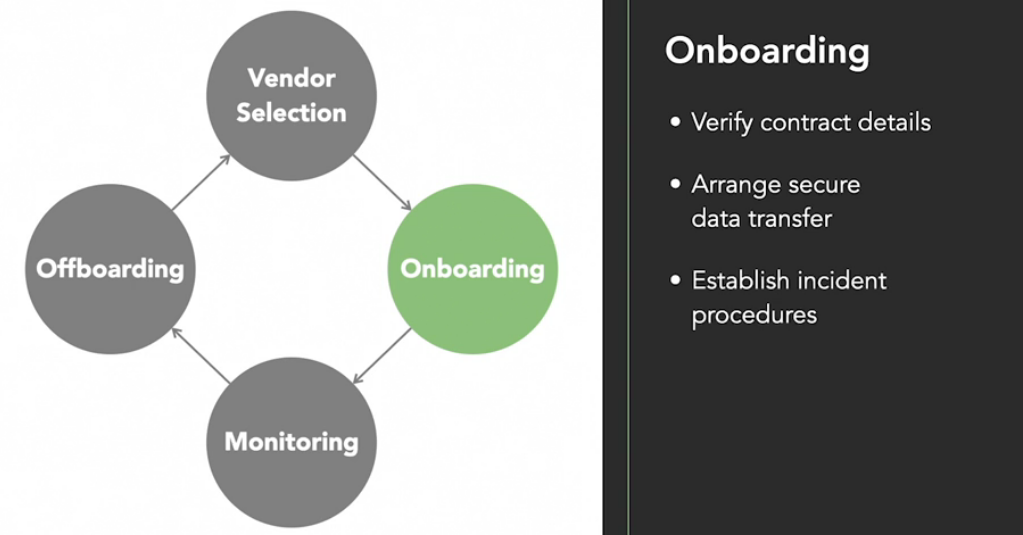 Vendor
Selection
Onboarding
Monitoring
Offboarding
Onboarding
• Verify contract details
• Arrange secure
data transfer
• Establish incident
procedures